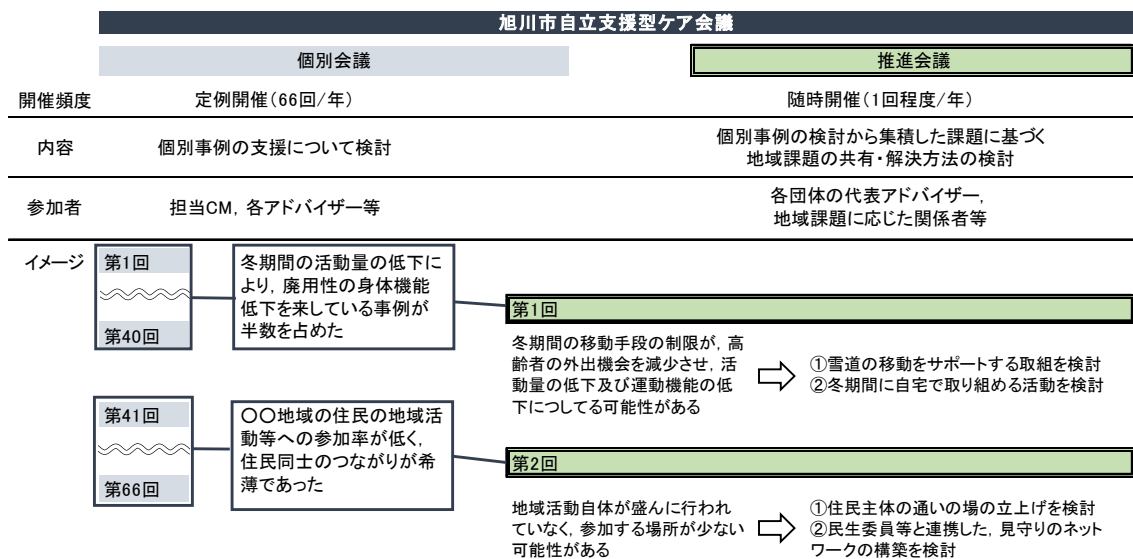 旭川市自立支援型ケア会議
個別会議
推進会議
開催頻度
定例開催（66回/年）
随時開催（1回程度/年）
内容
個別事例の支援について検討
個別事例の検討から集積した課題に基づく
地域課題の共有・解決方法の検討
参加者
担当CM，各アドバイザー等
各団体の代表アドバイザー，
地域課題に応じた関係者等
イメージ
第1回
第40回
冬期間の活動量の低下に
より，廃用性の身体機能
低下を来している事例が
半数を占めた
第1回
冬期間の移動手段の制限が，高
齢者の外出機会を減少させ，活
動量の低下及び運動機能の低
下につしてる可能性がある
①雪道の移動をサポートする取組を検討
②冬期間に自宅で取り組める活動を検討
第41回
第66回
〇〇地域の住民の地域活
動等への参加率が低く，
住民同士のつながりが希
薄であった
第2回
地域活動自体が盛んに行われ
ていなく，参加する場所が少ない
可能性がある
①住民主体の通いの場の立上げを検討
②民生委員等と連携した，見守りのネット
ワークの構築を検討